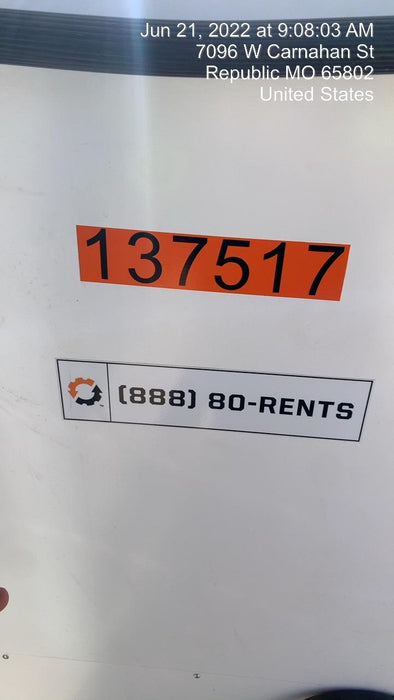 Jun 21, 2022 at 9:08:03 AM
7096 W Carnahan St
Republic MO 65802
United States
137517
(888) 80-RENTS